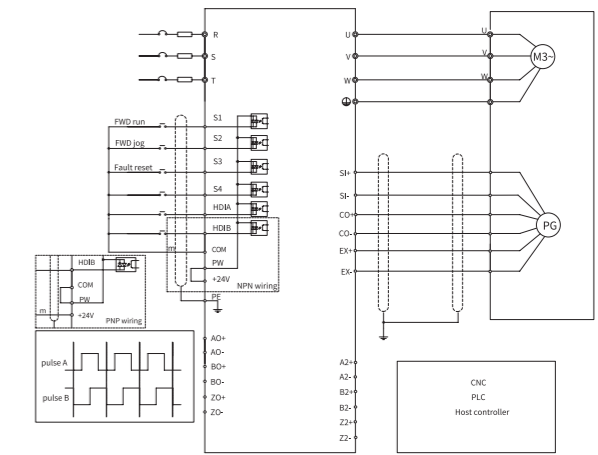 R
S
T
U
V
W
U
V
W
M3~
FWD run
FWD jog
Fault reset
S1
S2
S3
S4
HDIA
HDIB
COM
PW
+24V
NPN wiring
PE
m
HDIB
COM
PW
+24V
m
PNP wiring
SI+
SI-
CO+
CO-
EX+
EX-
PG
pulse A
pulse B
AO+
AO-
BO+
BO-
ZO+
ZO-
A2+
A2-
B2+
B2-
Z2+
Z2-
CNC
PLC
Host controller